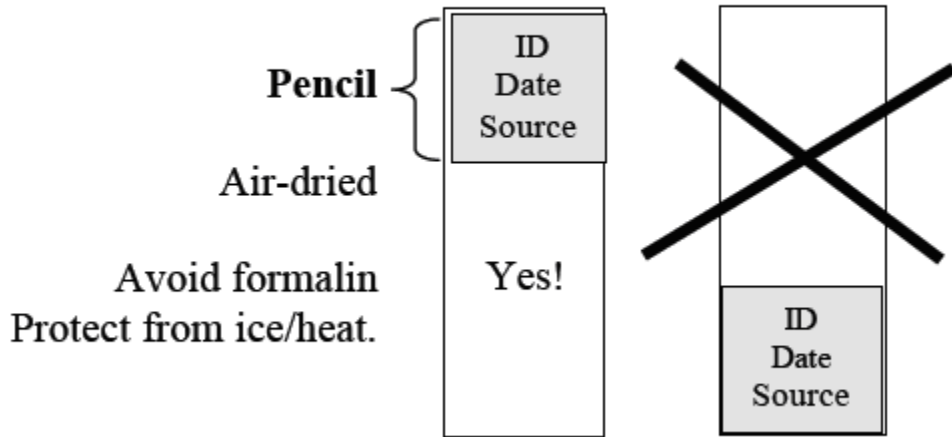 Pencil
Air-dried
Avoid formalin
Protect from ice/heat.
ID
Date
Source
Yes!
ID
Date
Source